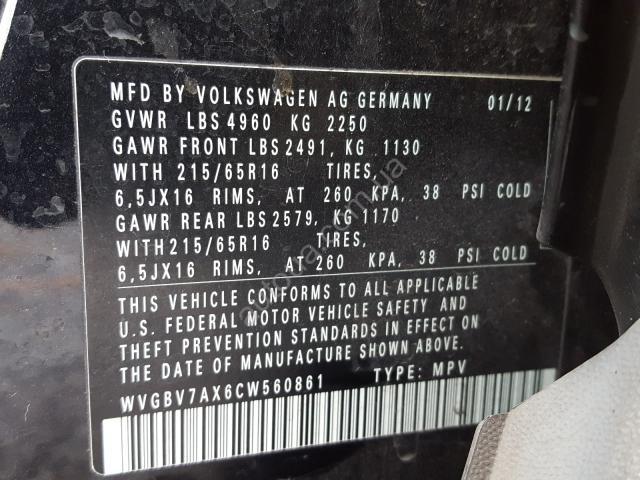 MFD BY VOLKSWAGEN AG GERMANY 01/12
GVWR LBS 4960 KG 2250
GAWR FRONT LBS 2491, KG 1130
WITH 215/65R16 TIRES,
6,5JX16 RIMS, AT 260 KPA, 38 PSI COLD
GAWR REAR LBS 2579, KG 1170
WITH 215/65R16 TIRES,
6,5JX16 RIMS, AT 260 KPA, 38 PSI COLD
THIS VEHICLE CONFORMS TO ALL APPLICABLE
U.S. FEDERAL MOTOR VEHICLE SAFETY AND
THEFT PREVENTION STANDARDS IN EFFECT ON
THE DATE OF MANUFACTURE SHOWN ABOVE.
WVGBV7AX6CW560861 TYPE: MPV